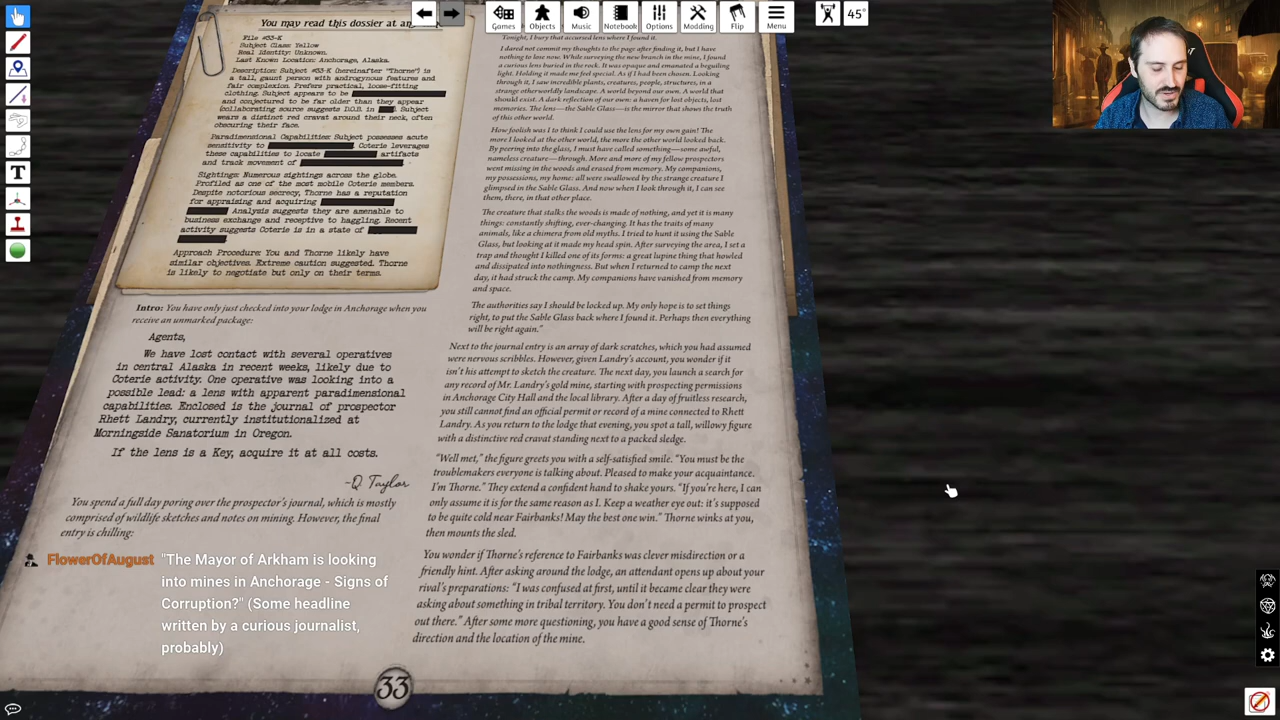 You may read this dossier at an
Games
Objects
Music
Notebook
Options
Modding
Flip
Menu
45°
T
File #33-K
Subject Class: Yellow
Real Identity: Unknown.
Last Known Location: Anchorage, Alaska.
Description: Subject #33-K (hereinafter "Thorne") is
a tall, gaunt person with androgynous features and
fair complexion. Prefers practical, loose-fitting
clothing. Subject appears to be
and conjectured to be far older than they appear
Collaborating source suggests D.O.B. in . Subject
wears a distinct red cravat around their neck, often
obscuring their face.
Paradimensional Capabilities: Subject possesses acute
sensitivity to . Coterie leverages
these capabilities to locate artifacts
and track movement of .
Sightings: Numerous sightings across the globe.
Profiled as one of the most mobile Coterie members.
Despite notorious secrecy, Thorne has a reputation
for appraising and acquiring
Analysis suggests they are amenable to
business exchange and receptive to haggling. Recent
activity suggests Coterie is in a state of
.
Approach Procedure: You and Thorne likely have
similar objectives. Extreme caution suggested. Thorne
is likely to negotiate but only on their terms.
Intro: You have only just checked into your lodge in Anchorage when you
receive an unmarked package:
Agents,
We have lost contact with several operatives
in central Alaska in recent weeks, likely due to
Coterie activity. One operative was looking into a
possible lead: a lens with apparent paradimensional
capabilities. Enclosed is the journal of prospector
Rhett Landry, currently institutionalized at
Morningside Sanatorium in Oregon.
If the lens is a Key, acquire it at all costs.
-Q Taylor
You spend a full day poring over the prospector's journal, which is mostly
comprised of wildlife sketches and notes on mining. However, the final
entry is chilling:
FlowerOfAugust "The Mayor of Arkham is looking
into mines in Anchorage - Signs of
Corruption?" (Some headline
written by a curious journalist,
probably)
Tonight, I bury that accursed lens where I found it.
I dared not commit my thoughts to the page after finding it, but I have
nothing to lose now. While surveying the new branch in the mine, I found
a curious lens buried in the rock. It was opaque and emanated a beguiling
light. Holding it made me feel special. As if I had been chosen. Looking
through it, I saw incredible plants, creatures, people, structures, in a
strange otherworldly landscape. A world beyond our own. A world that
should exist. A dark reflection of our own: a haven for lost objects, lost
memories. The lens—the Sable Glass—is the mirror that shows the truth
of this other world.
How foolish was I to think I could use the lens for my own gain! The
more I looked at the other world, the more the other world looked back.
By peering into the glass, I must have called something—some awful,
nameless creature—through. More and more of my fellow prospectors
went missing in the woods and erased from memory. My companions,
my possessions, my home: all were swallowed by the strange creature I
glimpsed in the Sable Glass. And now when I look through it, I can see
them, there, in that other place.
The creature that stalks the woods is made of nothing, and yet it is many
things: constantly shifting, ever-changing. It has the traits of many
animals, like a chimera from old myths. I tried to hunt it using the Sable
Glass, but looking at it made my head spin. After surveying the area, I set a
trap and thought I killed one of its forms: a great lupine thing that howled
and dissipated into nothingness. But when I returned to camp the next
day, it had struck the camp. My companions have vanished from memory
and space.
The authorities say I should be locked up. My only hope is to set things
right, to put the Sable Glass back where I found it. Perhaps then everything
will be right again."
Next to the journal entry is an array of dark scratches, which you had assumed
were nervous scribbles. However, given Landry's account, you wonder if it
isn't his attempt to sketch the creature. The next day, you launch a search for
any record of Mr. Landry's gold mine, starting with prospecting permissions
in Anchorage City Hall and the local library. After a day of fruitless research,
you still cannot find an official permit or record of a mine connected to Rhett
Landry. As you return to the lodge that evening, you spot a tall, willowy figure
with a distinctive red cravat standing next to a packed sledge.
"Well met," the figure greets you with a self-satisfied smile. "You must be the
troublemakers everyone is talking about. Pleased to make your acquaintance.
I'm Thorne." They extend a confident hand to shake yours. "If you're here, I can
only assume it is for the same reason as I. Keep a weather eye out: it's supposed
to be quite cold near Fairbanks! May the best one win." Thorne winks at you,
then mounts the sled.
You wonder if Thorne's reference to Fairbanks was clever misdirection or a
friendly hint. After asking around the lodge, an attendant opens up about your
rival's preparations: "I was confused at first, until it became clear they were
asking about something in tribal territory. You don't need a permit to prospect
out there." After some more questioning, you have a good sense of Thorne's
direction and the location of the mine.
33